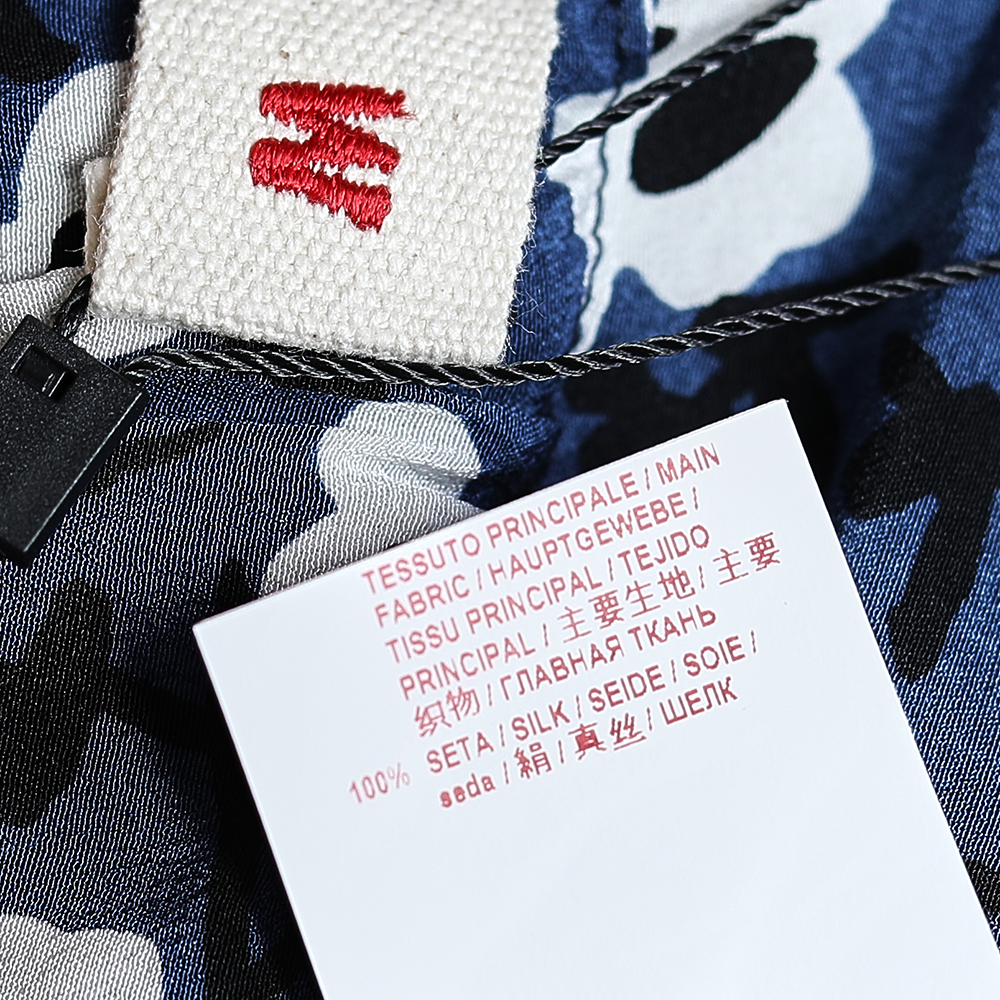 M
TESSUTO PRINCIPALE / MAIN
FABRIC / HAUPTGEWEBE /
TISSU PRINCIPAL / TEJIDO
PRINCIPAL / 主要生地 / 主要
织物 / ГЛАВНАЯ ТКАНЬ
100% SETA / SILK / SEIDE / SOIE /
seda / 絹 / 真丝 / ШЕЛК